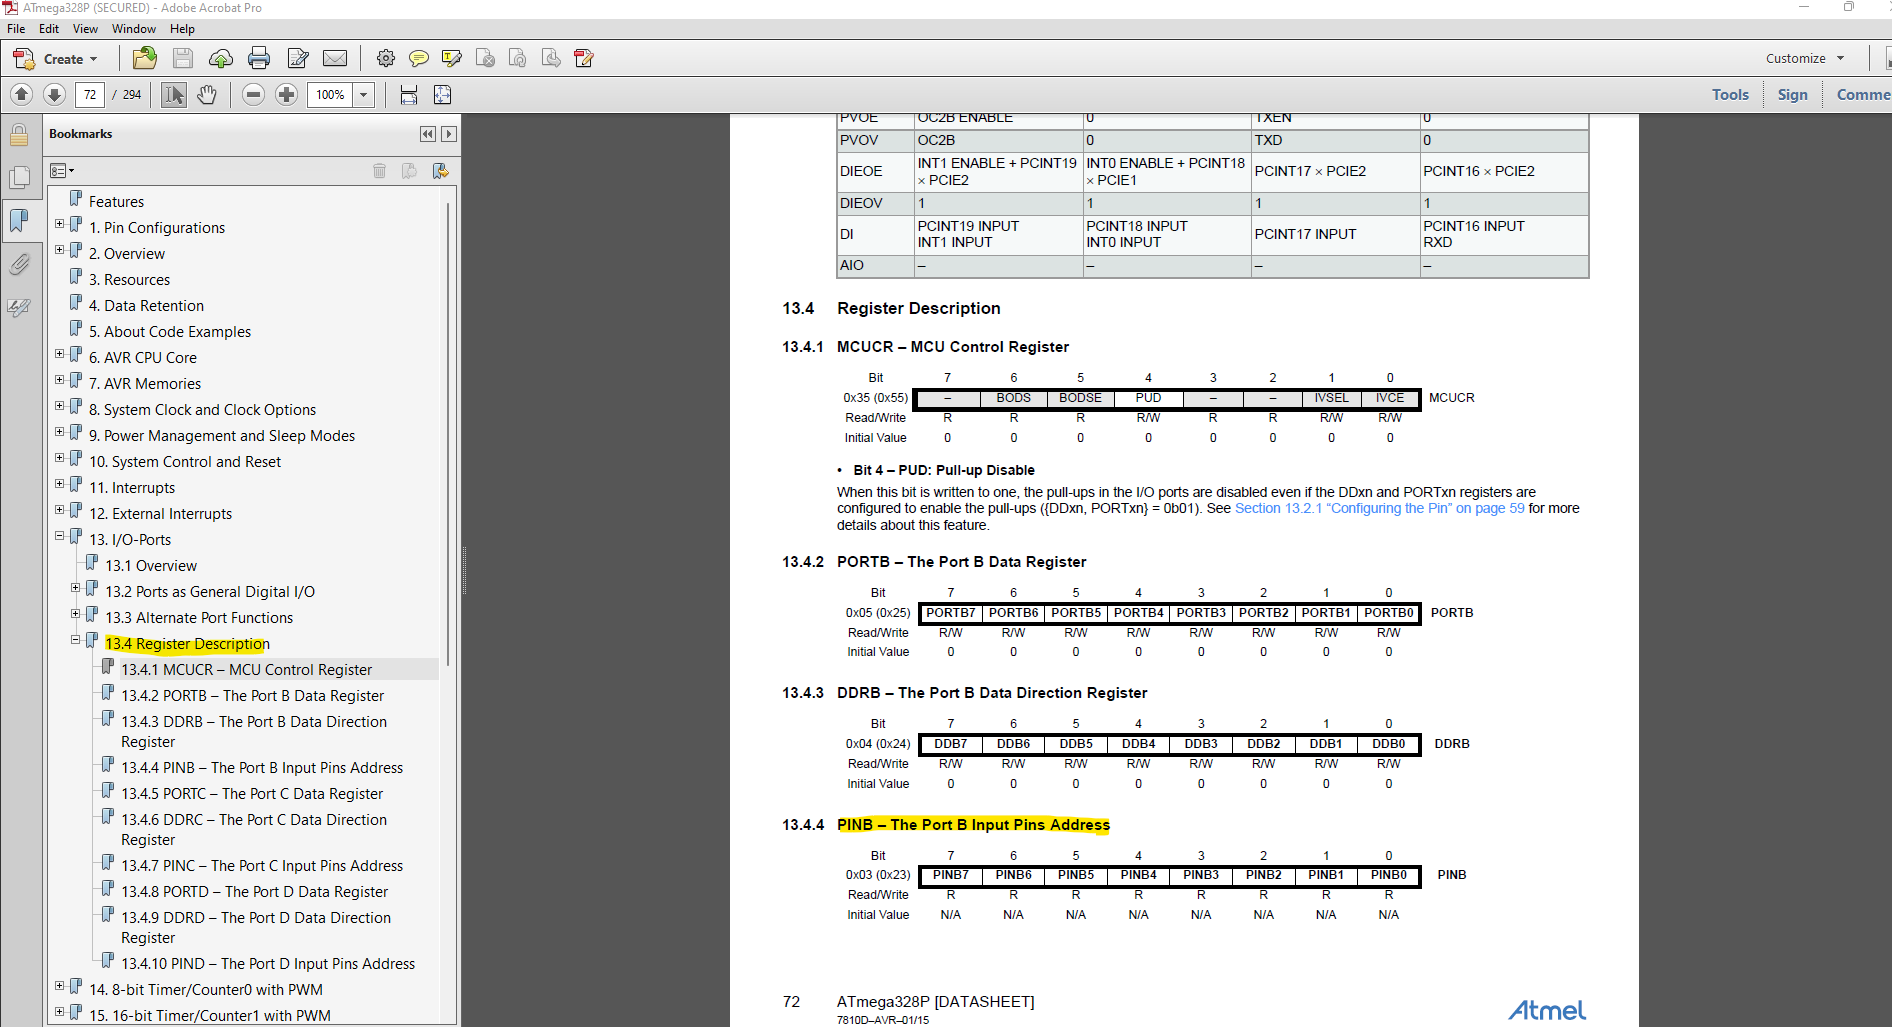 ATmega328P (SECURED) - Adobe Acrobat Pro
File Edit View Window Help
Create Customize
72 / 294 100% Tools Sign Comme
Bookmarks
Features
1. Pin Configurations
2. Overview
3. Resources
4. Data Retention
5. About Code Examples
6. AVR CPU Core
7. AVR Memories
8. System Clock and Clock Options
9. Power Management and Sleep Modes
10. System Control and Reset
11. Interrupts
12. External Interrupts
13. I/O-Ports
13.1 Overview
13.2 Ports as General Digital I/O
13.3 Alternate Port Functions
13.4 Register Description
13.4.1 MCUCR – MCU Control Register
13.4.2 PORTB – The Port B Data Register
13.4.3 DDRB – The Port B Data Direction
Register
13.4.4 PINB – The Port B Input Pins Address
13.4.5 PORTC – The Port C Data Register
13.4.6 DDRC – The Port C Data Direction
Register
13.4.7 PINC – The Port C Input Pins Address
13.4.8 PORTD – The Port D Data Register
13.4.9 DDRD – The Port D Data Direction
Register
13.4.10 PIND – The Port D Input Pins Address
14. 8-bit Timer/Counter0 with PWM
15. 16-bit Timer/Counter1 with PWM
PVOE OC2B ENABLE 0 TXEN 0
PVOV OC2B 0 TXD 0
DIEOE INT1 ENABLE + PCINT19 × PCIE2 INT0 ENABLE + PCINT18 × PCIE1 PCINT17 × PCIE2 PCINT16 × PCIE2
DIEOV 1 1 1 1
DI PCINT19 INPUT INT1 INPUT PCINT18 INPUT INT0 INPUT PCINT17 INPUT PCINT16 INPUT RXD
AIO – – – –
13.4 Register Description
13.4.1 MCUCR – MCU Control Register
Bit 7 6 5 4 3 2 1 0
0x35 (0x55) – BODS BODSE PUD – – IVSEL IVCE MCUCR
Read/Write R R R R/W R R R/W R/W
Initial Value 0 0 0 0 0 0 0 0
• Bit 4 – PUD: Pull-up Disable
When this bit is written to one, the pull-ups in the I/O ports are disabled even if the DDxn and PORTxn registers are
configured to enable the pull-ups ({DDxn, PORTxn} = 0b01). See Section 13.2.1 “Configuring the Pin” on page 59 for more
details about this feature.
13.4.2 PORTB – The Port B Data Register
Bit 7 6 5 4 3 2 1 0
0x05 (0x25) PORTB7 PORTB6 PORTB5 PORTB4 PORTB3 PORTB2 PORTB1 PORTB0 PORTB
Read/Write R/W R/W R/W R/W R/W R/W R/W R/W
Initial Value 0 0 0 0 0 0 0 0
13.4.3 DDRB – The Port B Data Direction Register
Bit 7 6 5 4 3 2 1 0
0x04 (0x24) DDB7 DDB6 DDB5 DDB4 DDB3 DDB2 DDB1 DDB0 DDRB
Read/Write R/W R/W R/W R/W R/W R/W R/W R/W
Initial Value 0 0 0 0 0 0 0 0
13.4.4 PINB – The Port B Input Pins Address
Bit 7 6 5 4 3 2 1 0
0x03 (0x23) PINB7 PINB6 PINB5 PINB4 PINB3 PINB2 PINB1 PINB0 PINB
Read/Write R R R R R R R R
Initial Value N/A N/A N/A N/A N/A N/A N/A N/A
72 ATmega328P [DATASHEET]
7810D–AVR–01/15
Atmel